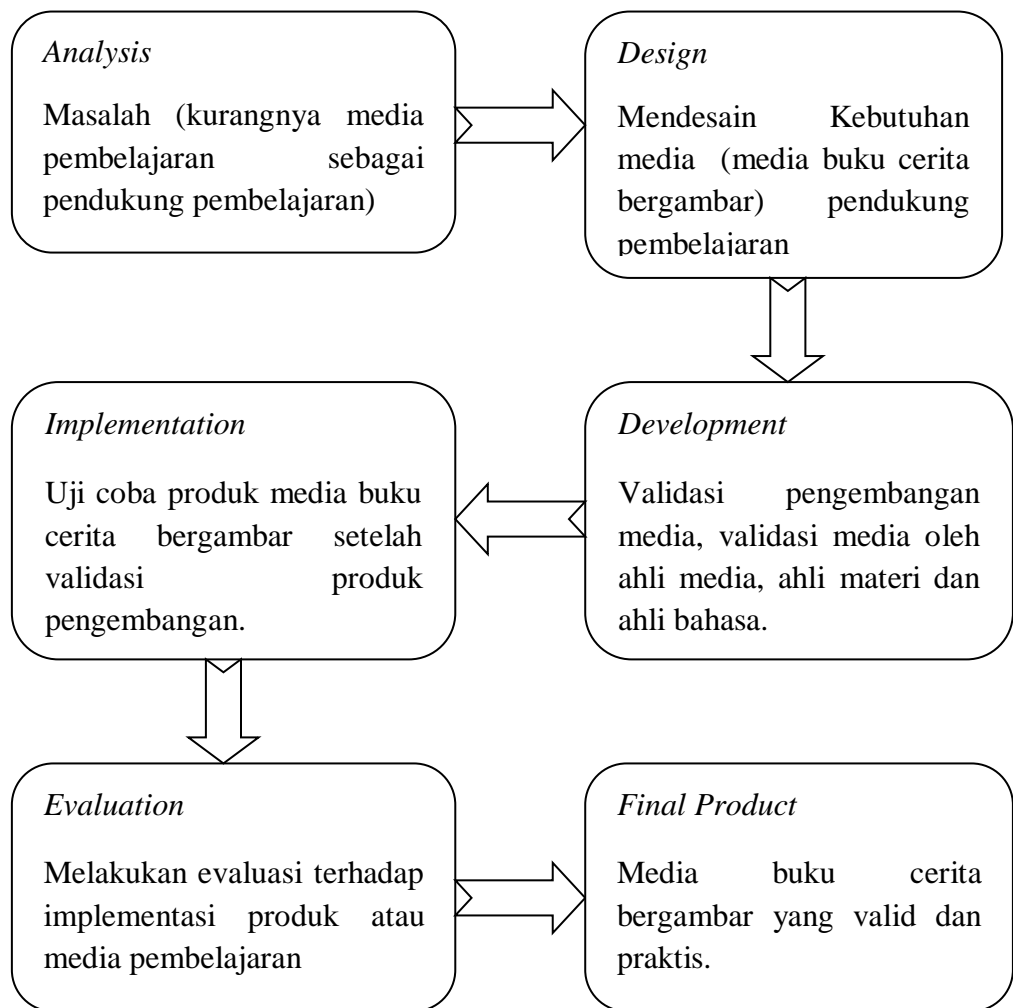 Analysis
Masalah (kurangnya media
pembelajaran sebagai
pendukung pembelajaran)
Design
Mendesain Kebutuhan
media (media buku cerita
bergambar) pendukung
pembelajaran
Implementation
Uji coba produk media buku
cerita bergambar setelah
validasi produk
pengembangan.
Development
Validasi pengembangan
media, validasi media oleh
ahli media, ahli materi dan
ahli bahasa.
Evaluation
Melakukan evaluasi terhadap
implementasi produk atau
media pembelajaran
Final Product
Media buku cerita
bergambar yang valid dan
praktis.